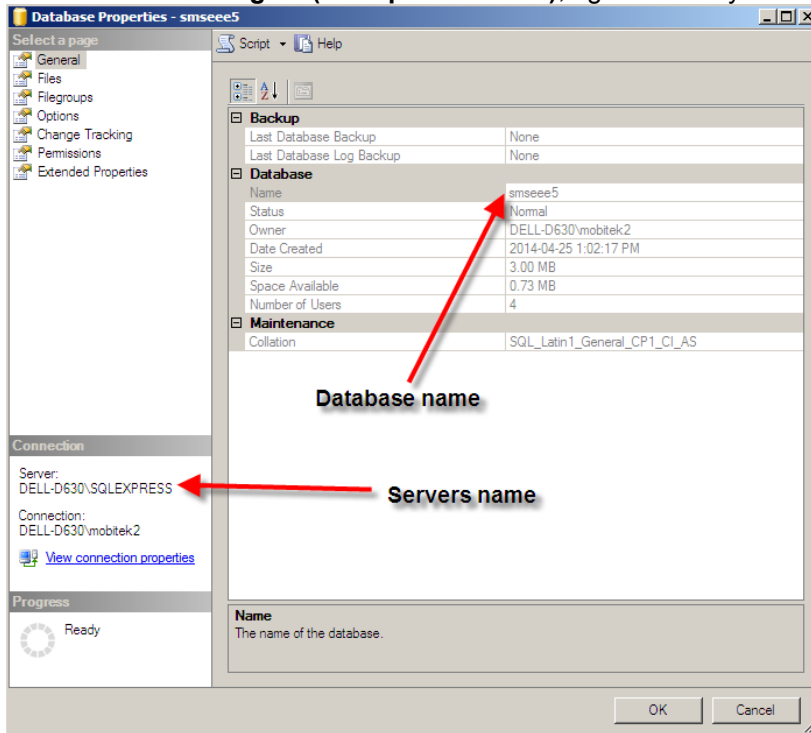 Database Properties - smseee5
Select a page
General
Files
Filegroups
Options
Change Tracking
Permissions
Extended Properties
Script Help
Backup
Last Database Backup None
Last Database Log Backup None
Database
Name smseee5
Status Normal
Owner DELL-D630\mobitek2
Date Created 2014-04-25 1:02:17 PM
Size 3.00 MB
Space Available 0.73 MB
Number of Users 4
Maintenance
Collation SQL_Latin1_General_CP1_CI_AS
Database name
Connection
Server:
DELL-D630\SQLEXPRESS
Servers name
Connection:
DELL-D630\mobitek2
View connection properties
Progress
Ready
Name
The name of the database.
OK Cancel